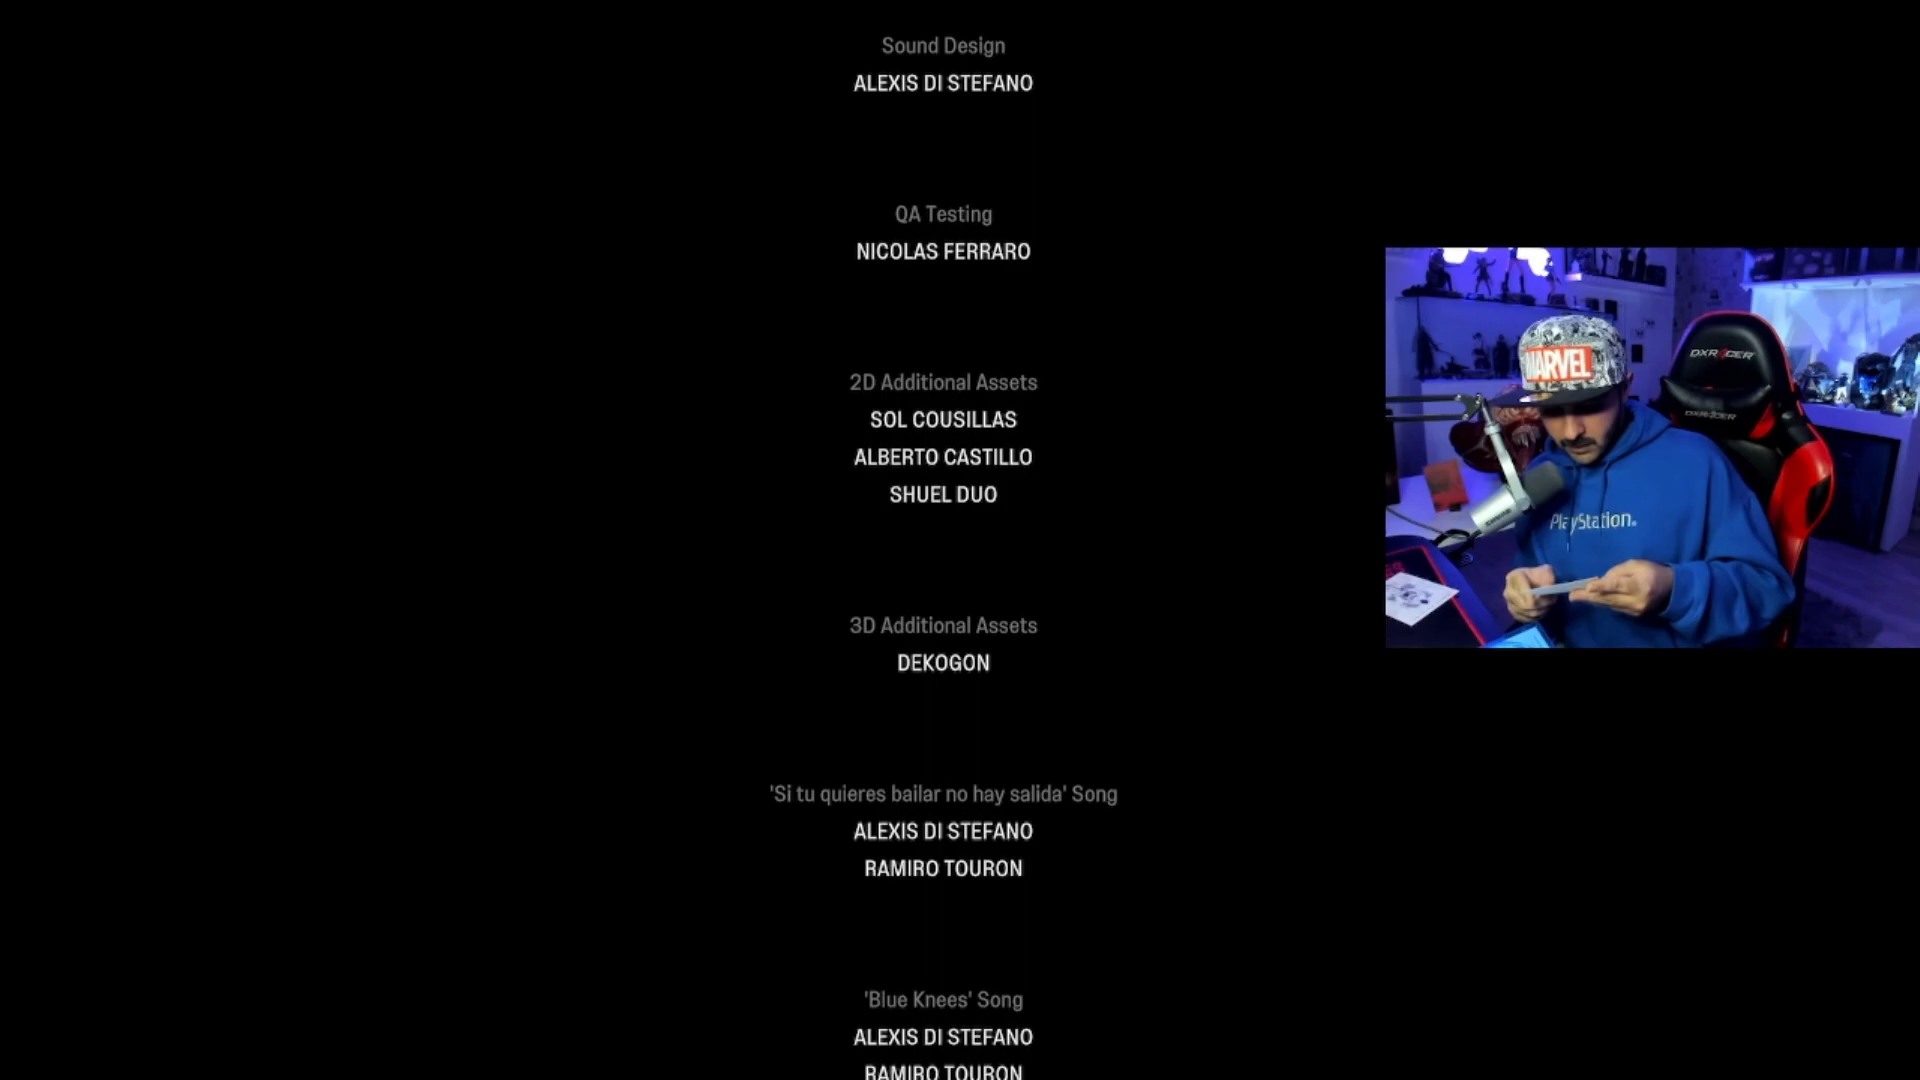 Sound Design
ALEXIS DI STEFANO
QA Testing
NICOLAS FERRARO
2D Additional Assets
SOL COUSILLAS
ALBERTO CASTILLO
SHUEL DUO
3D Additional Assets
DEKOGON
'Si tu quieres bailar no hay salida' Song
ALEXIS DI STEFANO
RAMIRO TOURON
'Blue Knees' Song
ALEXIS DI STEFANO
RAMIRO TOURON
MARVEL
DXRACER
DXRACER
PlayStation
SHURE